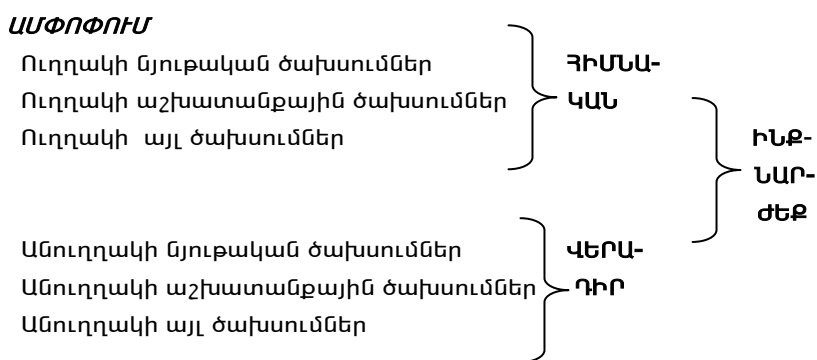 ԱՄՓՈՓՈՒՄ
Ուղղակի նյութական ծախսումներ
Ուղղակի աշխատանքային ծախսումներ
Ուղղակի այլ ծախսումներ
ՀԻՄՆԱ-
ԿԱՆ
Անուղղակի նյութական ծախսումներ
Անուղղակի աշխատանքային ծախսումներ
Անուղղակի այլ ծախսումներ
ՎԵՐԱ-
ԴԻՐ
ԻՆՔ-
ՆԱՐ-
ԺԵՔ